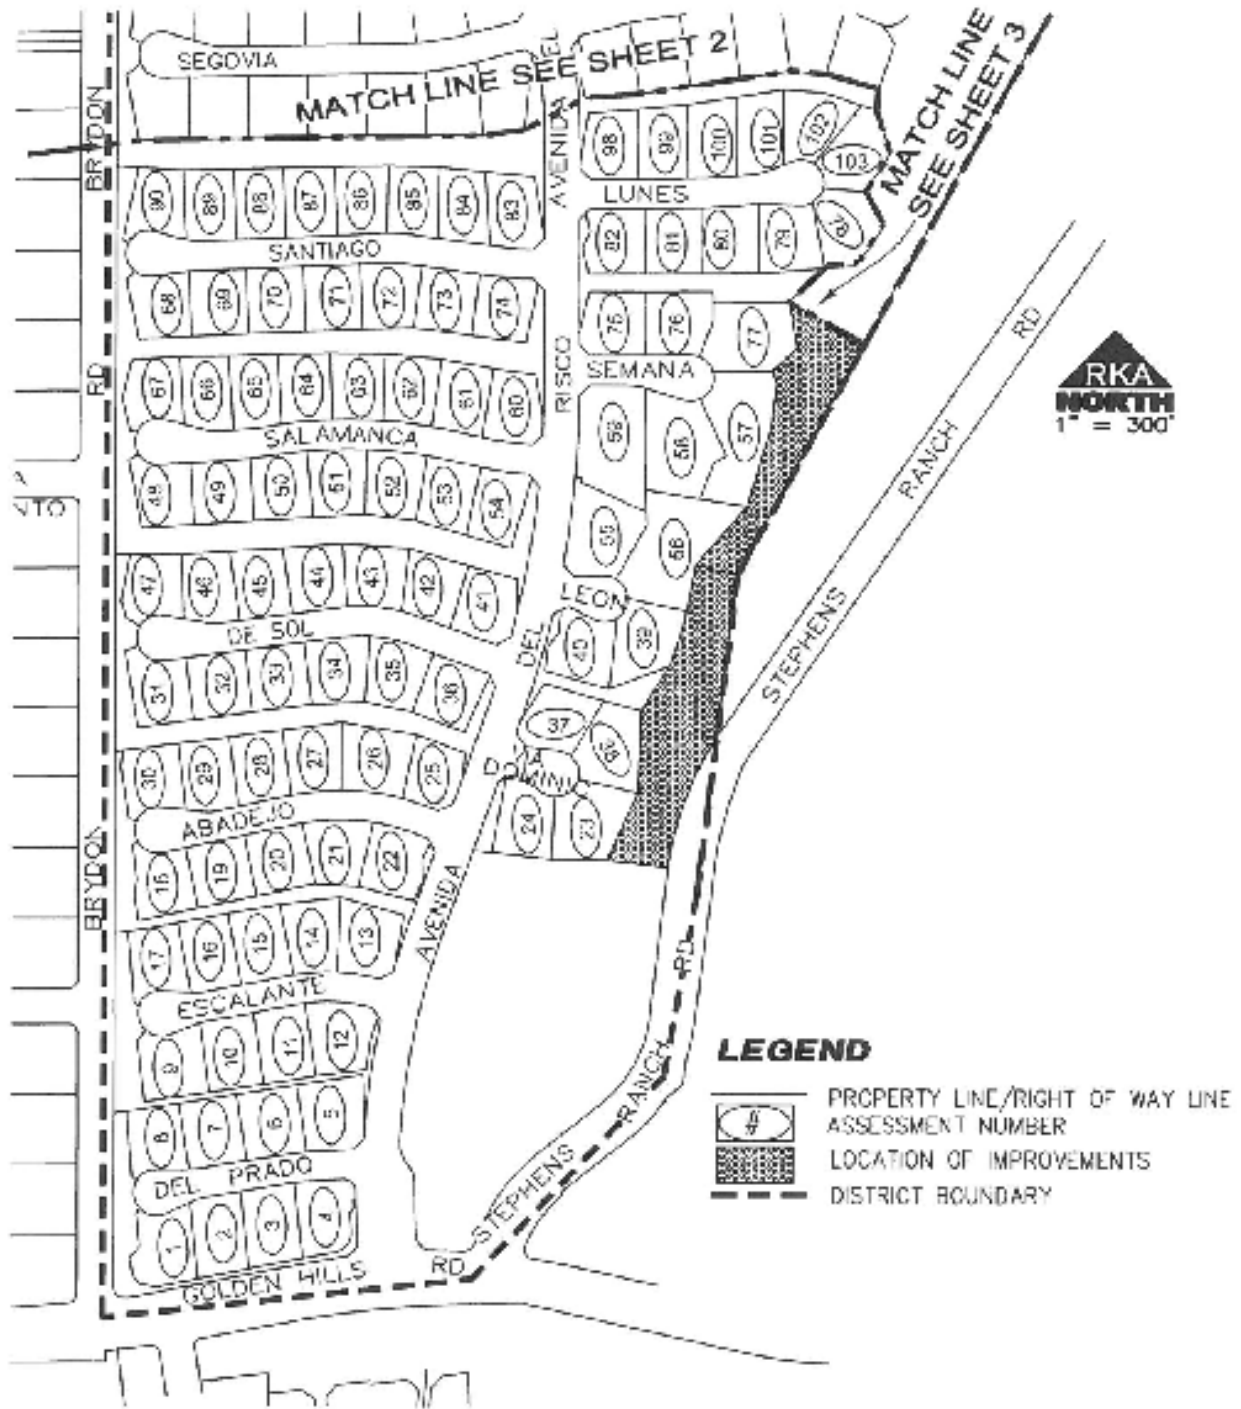 SEGOVIA
MATCH LINE SEE SHEET 2
MATCH LINE
SEE SHEET 3
BRYDON
AVENIDA
DEL
98 99 100 101 102
103
LUNES
90 89 88 87 86 85 84 83
82 81 80 79 78
SANTIAGO
68 69 70 71 72 73 74
75 76 77
RD
RISCO
SEMANA
RD
RKA
NORTH
1" = 300'
67 66 65 64 63 62 61 60
59 58 57
SALAMANCA
RANCH
48 49 50 51 52 53 54
55 56
47 46 45 44 43 42 41
LEON
DE SOL
DEL
40 39
STEPHENS
31 32 33 34 35 36
37 38
DOMINI
30 29 28 27 26 25
24 23
ABADEJO
BRYDON
18 19 20 21 22
AVENIDA
17 16 15 14 13
RD
ESCALANTE
9 10 11 12
RANCH
8 7 6 5
DEL PRADO
STEPHENS
1 2 3 4
GOLDEN HILLS
RD
LEGEND
PROPERTY LINE/RIGHT OF WAY LINE
# ASSESSMENT NUMBER
LOCATION OF IMPROVEMENTS
DISTRICT BOUNDARY